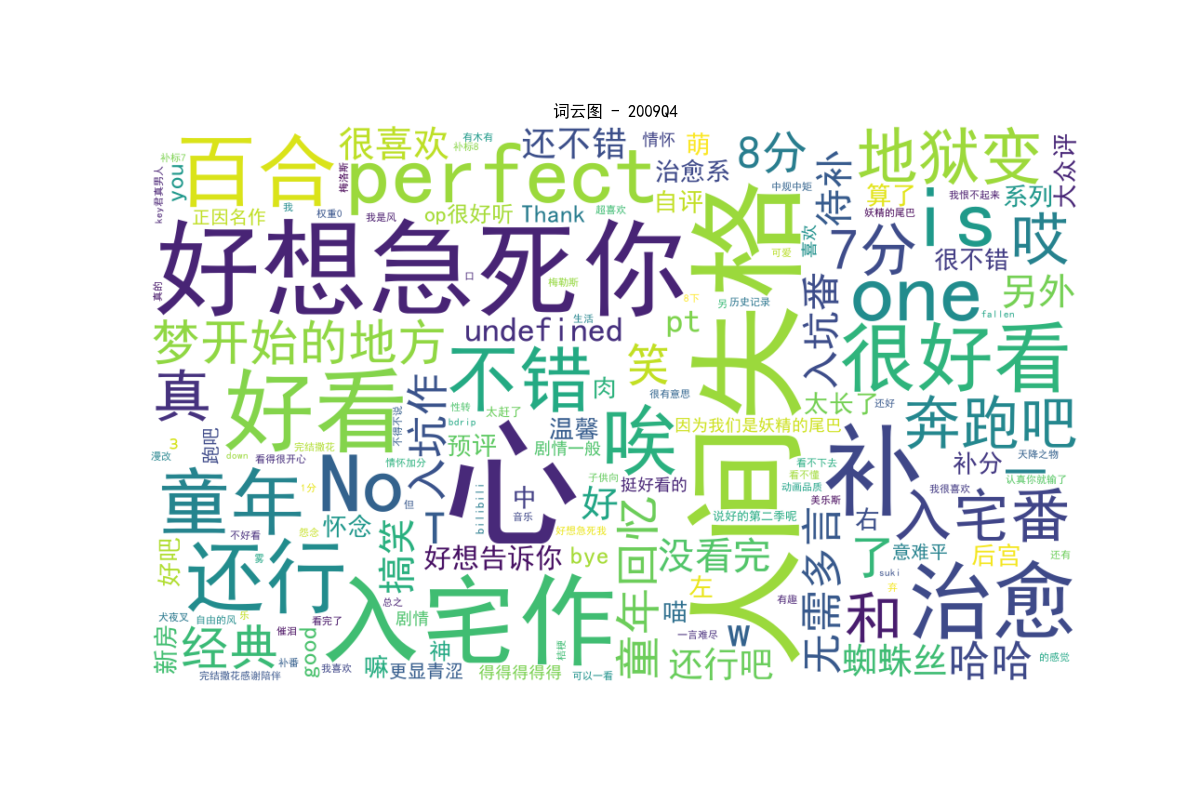 词云图 - 2009Q4
百合
很喜欢
有木有
还不错
情怀
萌
8分
地狱变
大众评
补标7
you
key君真男人
梅洛斯
补标8
perfect
治愈系
中规中矩
待补
我恨不起来
系列
正因名作
我
权重0
我是风
op很好听
Thank
超喜欢
自评
算了
妖精的尾巴
is
哎
好想急死你
人间失格
喜欢
7分
很不错
可爱
真的
口
梅勒斯
8下
另
历史记录
入坑番
one
另外
fallen
梦开始的地方
undefined
生活
pt
很好看
真
好看
不错
笑
肉
很有意思
太长了
还好
奔跑吧
入坑作
性转
太赶了
bdrip
不得不说
温馨
唉
因为我们是妖精的尾巴
3
漫改
跑吧
完结撒花
看得很开心
down
预评
剧情一般
心
补
补分
一
天降之物
认真你就输了
童年
No
情怀加分
子供向
挺好看的
看不下去
看不懂
动画品质
我很喜欢
入宅番
1分
但
T
bilibili
中
音乐
好
美乐斯
怀念
怨念
不好看
好想急死我
说好的第二季呢
右
好吧
还行
雾
搞笑
好想告诉你
bye
童年回忆
没看完
无需多言
了
意难平
后宫
还有
suki
左
开
治愈
犬夜叉
自由的风
乐
看完了
总之
剧情
入宅作
喵
有趣
w
和
新房
经典
催泪
补番
good
神
桔梗
一言难尽
蜘蛛丝
哈哈
的感觉
完结撒花感谢陪伴
我喜欢
嘛
更显青涩
得得得得得
可以一看
还行吧